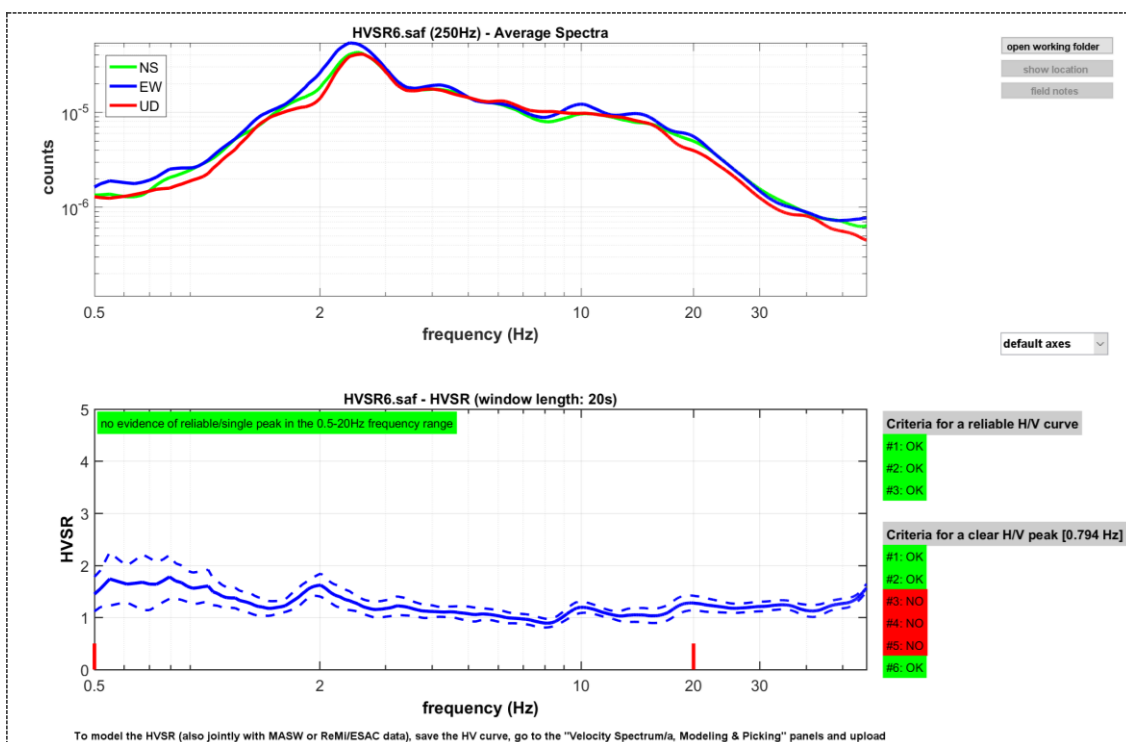 HVSR6.saf (250Hz) - Average Spectra
NS
EW
UD
10^-5
10^-6
counts
0.5 2 10 20 30
frequency (Hz)
open working folder
show location
field notes
default axes
HVSR6.saf - HVSR (window length: 20s)
no evidence of reliable/single peak in the 0.5-20Hz frequency range
5
4
3
2
1
0
HVSR
0.5 2 10 20 30
frequency (Hz)
Criteria for a reliable H/V curve
#1: OK
#2: OK
#3: OK
Criteria for a clear H/V peak [0.794 Hz]
#1: OK
#2: OK
#3: NO
#4: NO
#5: NO
#6: OK
To model the HVSR (also jointly with MASW or ReMi/ESAC data), save the HV curve, go to the "Velocity Spectrum/a, Modeling & Picking" panels and upload